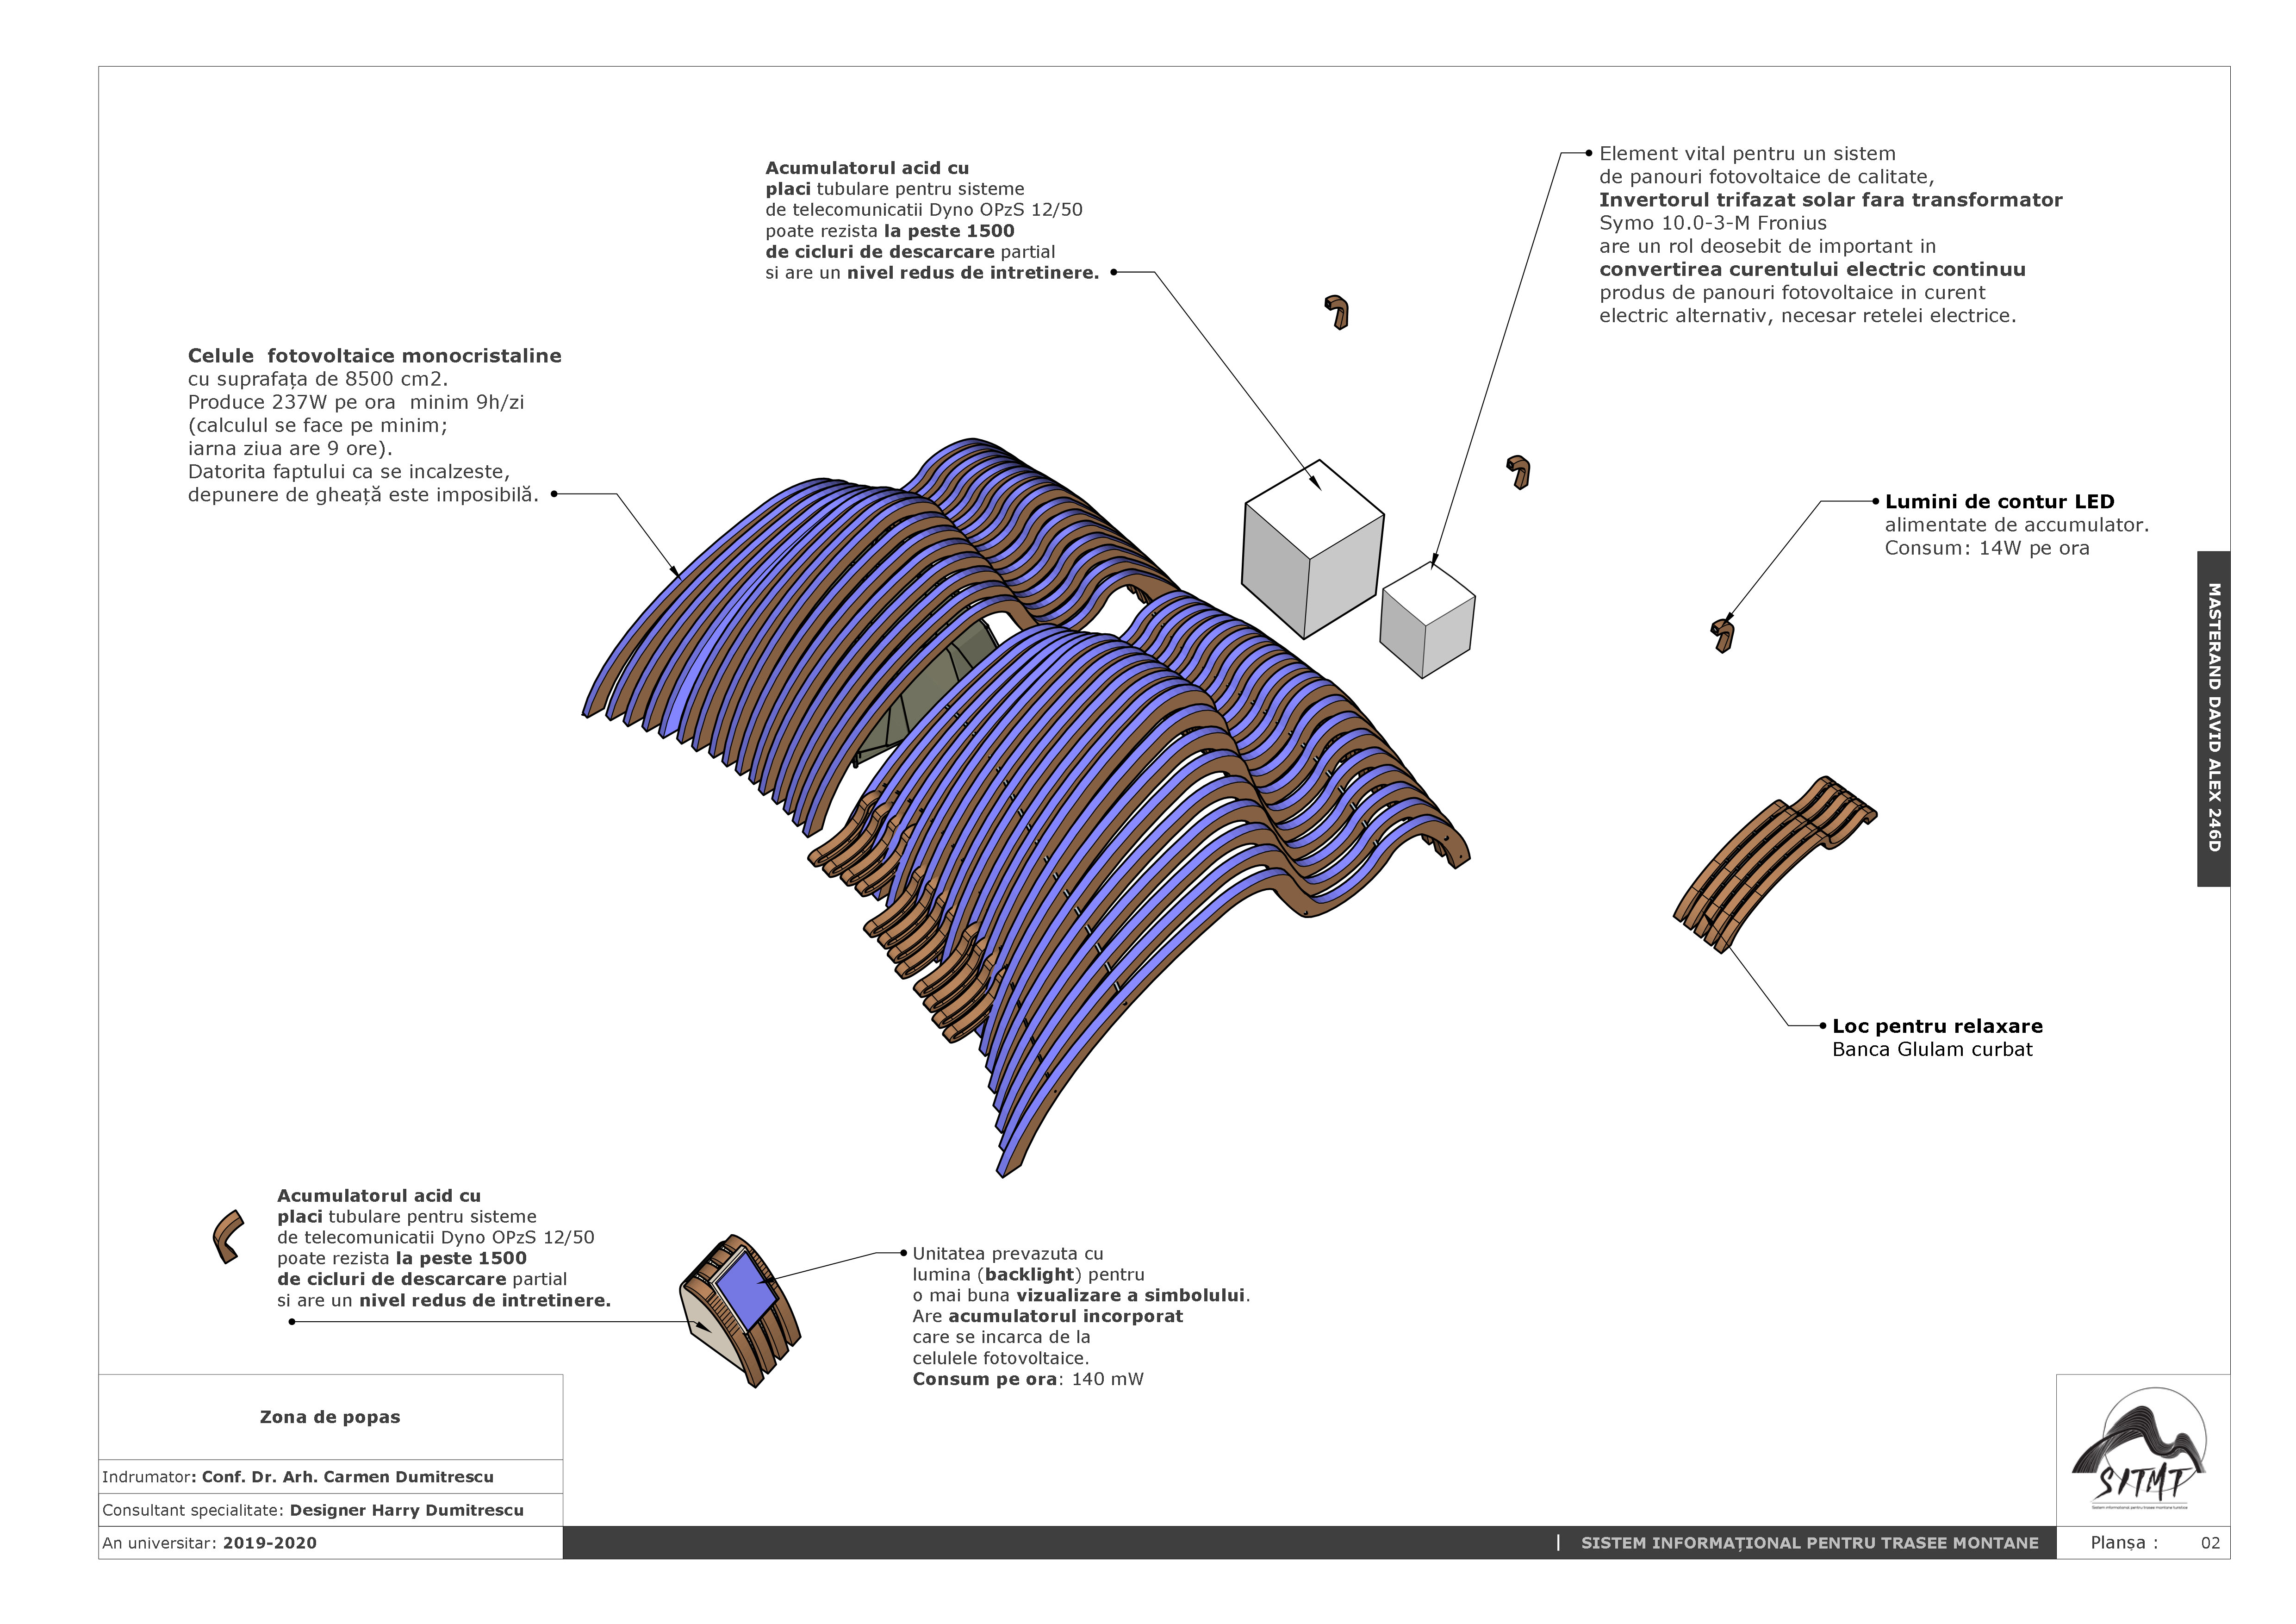 Acumulatorul acid cu
placi tubulare pentru sisteme
de telecomunicatii Dyno OPzS 12/50
poate rezista la peste 1500
de cicluri de descarcare partial
si are un nivel redus de intretinere.
Element vital pentru un sistem
de panouri fotovoltaice de calitate,
Invertorul trifazat solar fara transformator
Symo 10.0-3-M Fronius
are un rol deosebit de important in
convertirea curentului electric continuu
produs de panouri fotovoltaice in curent
electric alternativ, necesar retelei electrice.
Celule  fotovoltaice monocristaline
cu suprafața de 8500 cm2.
Produce 237W pe ora  minim 9h/zi
(calculul se face pe minim;
iarna ziua are 9 ore).
Datorita faptului ca se incalzeste,
depunere de gheață este imposibilă.
Lumini de contur LED
alimentate de accumulator.
Consum: 14W pe ora
MASTERAND DAVID ALEX 246D
Loc pentru relaxare
Banca Glulam curbat
Acumulatorul acid cu
placi tubulare pentru sisteme
de telecomunicatii Dyno OPzS 12/50
poate rezista la peste 1500
de cicluri de descarcare partial
si are un nivel redus de intretinere.
Unitatea prevazuta cu
lumina (backlight) pentru
o mai buna vizualizare a simbolului.
Are acumulatorul incorporat
care se incarca de la
celulele fotovoltaice.
Consum pe ora: 140 mW
Zona de popas
Indrumator: Conf. Dr. Arh. Carmen Dumitrescu
Consultant specialitate: Designer Harry Dumitrescu
An universitar: 2019-2020
SITMT
Sistem informational pentru trasee montane turistice
| SISTEM INFORMAȚIONAL PENTRU TRASEE MONTANE
Planșa : 02